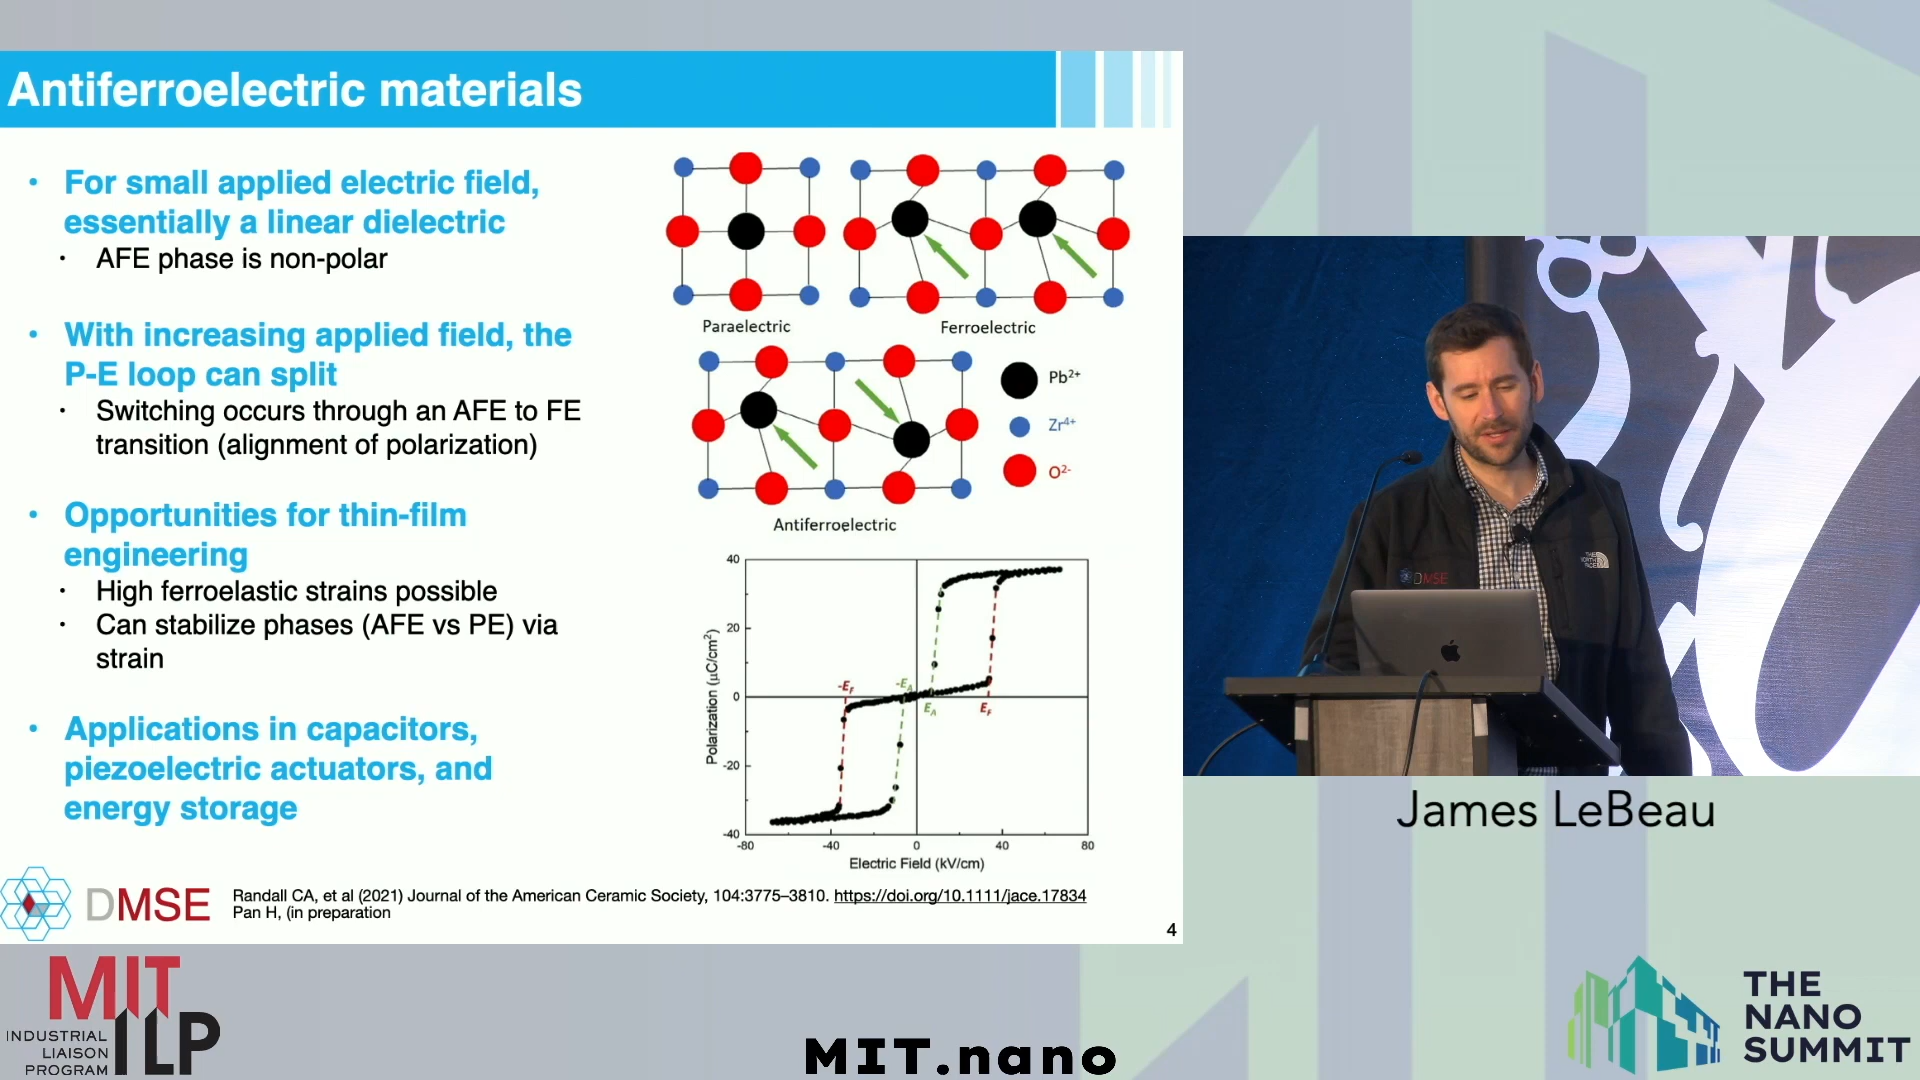 Antiferroelectric materials
• For small applied electric field,
essentially a linear dielectric
• AFE phase is non-polar
• With increasing applied field, the
P-E loop can split
• Switching occurs through an AFE to FE
transition (alignment of polarization)
• Opportunities for thin-film
engineering
• High ferroelastic strains possible
• Can stabilize phases (AFE vs PE) via
strain
• Applications in capacitors,
piezoelectric actuators, and
energy storage
Paraelectric
Ferroelectric
Pb²⁺
Zr⁴⁺
O²⁻
Antiferroelectric
40
20
0
-20
-40
Polarization (μC/cm²)
-E_F
-E_A
E_A
E_F
-80
-40
0
40
80
Electric Field (kV/cm)
DMSE
Randall CA, et al (2021) Journal of the American Ceramic Society, 104:3775–3810. https://doi.org/10.1111/jace.17834
Pan H, (in preparation
4
DMSE
THE
NORTH
FACE
James LeBeau
MIT
ILP
INDUSTRIAL
LIAISON
PROGRAM
MIT.nano
THE
NANO
SUMMIT